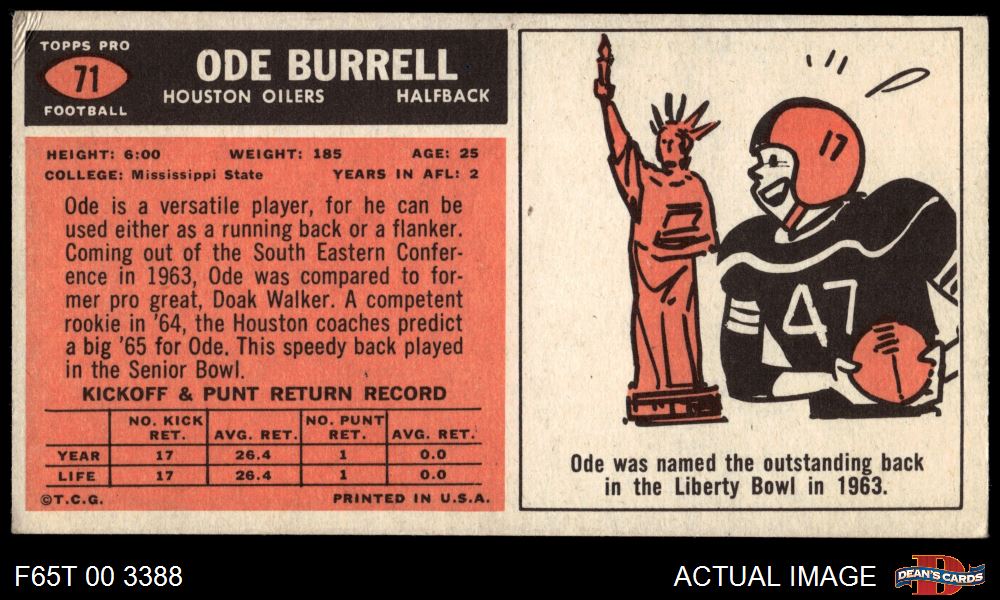 TOPPS PRO
71
FOOTBALL
ODE BURRELL
HOUSTON OILERS HALFBACK
HEIGHT: 6:00 WEIGHT: 185 AGE: 25
COLLEGE: Mississippi State YEARS IN AFL: 2
Ode is a versatile player, for he can be
used either as a running back or a flanker.
Coming out of the South Eastern Confer-
ence in 1963, Ode was compared to for-
mer pro great, Doak Walker. A competent
rookie in '64, the Houston coaches predict
a big '65 for Ode. This speedy back played
in the Senior Bowl.
KICKOFF & PUNT RETURN RECORD
NO. KICK RET. AVG. RET. NO. PUNT RET. AVG. RET.
YEAR 17 26.4 1 0.0
LIFE 17 26.4 1 0.0
©T.C.G. PRINTED IN U.S.A.
17
47
Ode was named the outstanding back
in the Liberty Bowl in 1963.
F65T 00 3388
ACTUAL IMAGE
D
DEAN'S CARDS